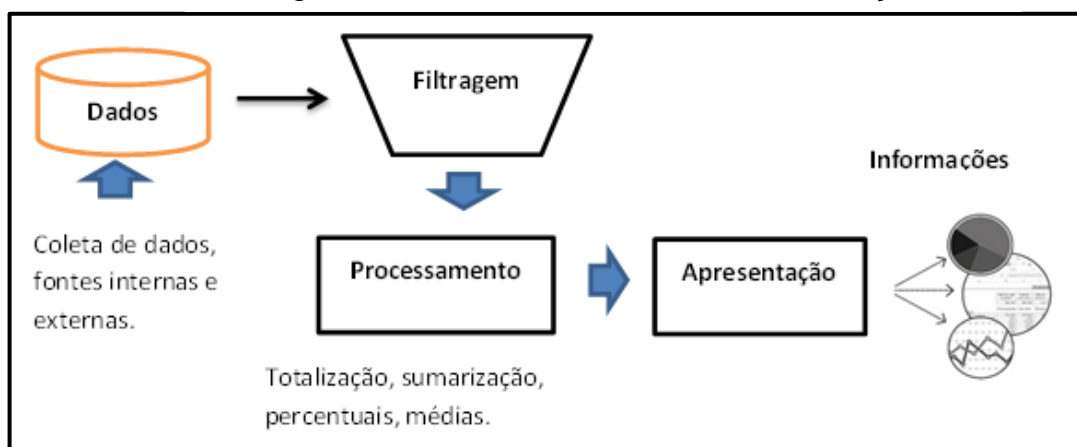 Dados
Filtragem
Informações
Coleta de dados,
fontes internas e
externas.
Processamento
Apresentação
Totalização, sumarização,
percentuais, médias.